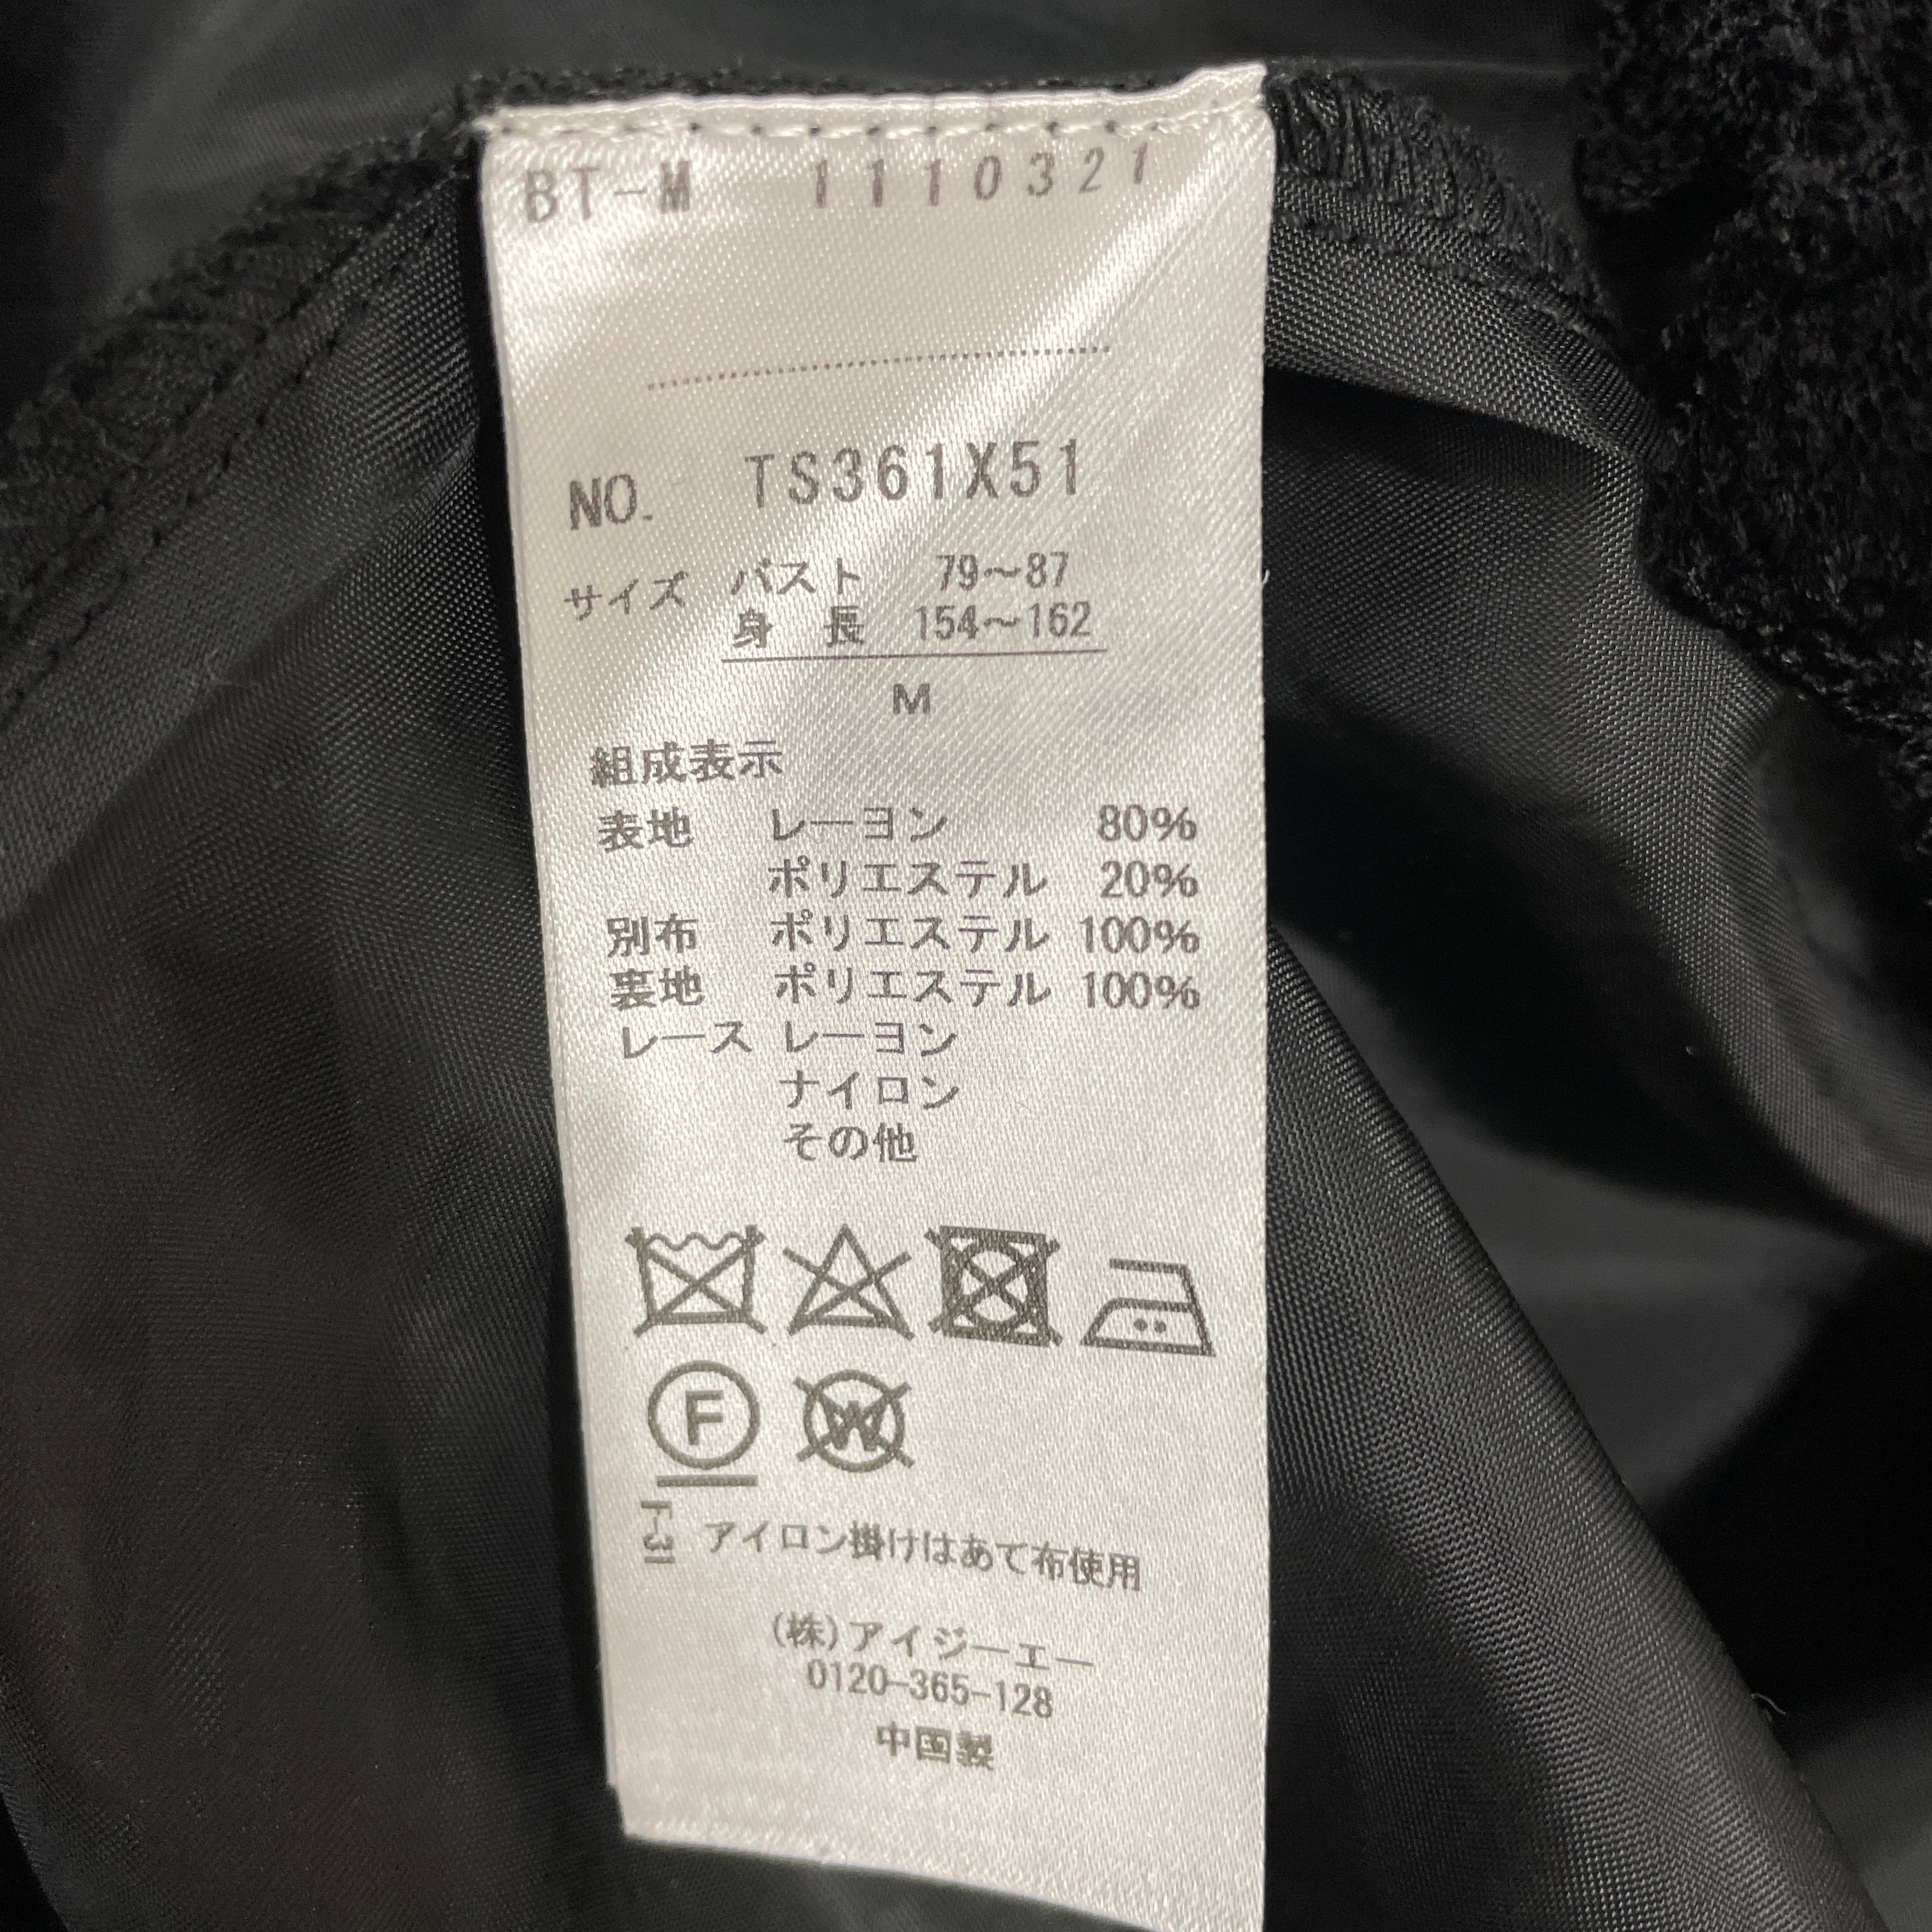 BT-M 1110321
NO. TS361X51
サイズ バスト 79〜87
身 長 154〜162
M
組成表示
表地 レーヨン 80%
ポリエステル 20%
別布 ポリエステル 100%
裏地 ポリエステル 100%
レース レーヨン
ナイロン
その他
F W
F-31 アイロン掛けはあて布使用
(株)アイジーエー
0120-365-128
中国製